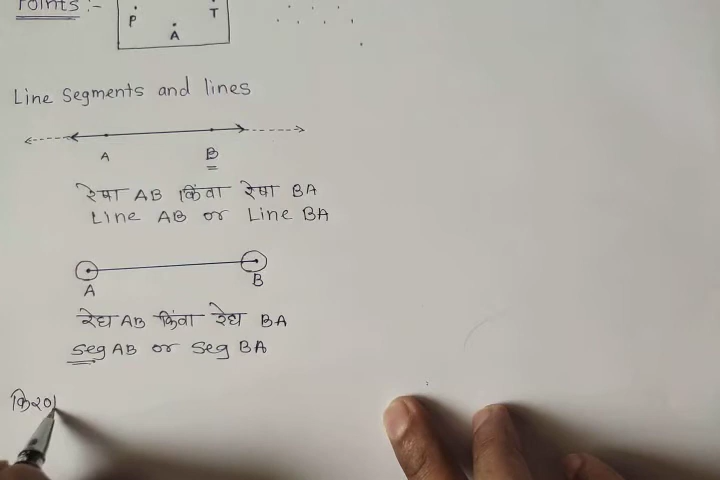 Points :-
P T
A
Line segments and lines
A B
रेषा AB किंवा रेषा BA
Line AB or Line BA
A B
रेघ AB किंवा रेघ BA
seg AB or seg BA
किरण